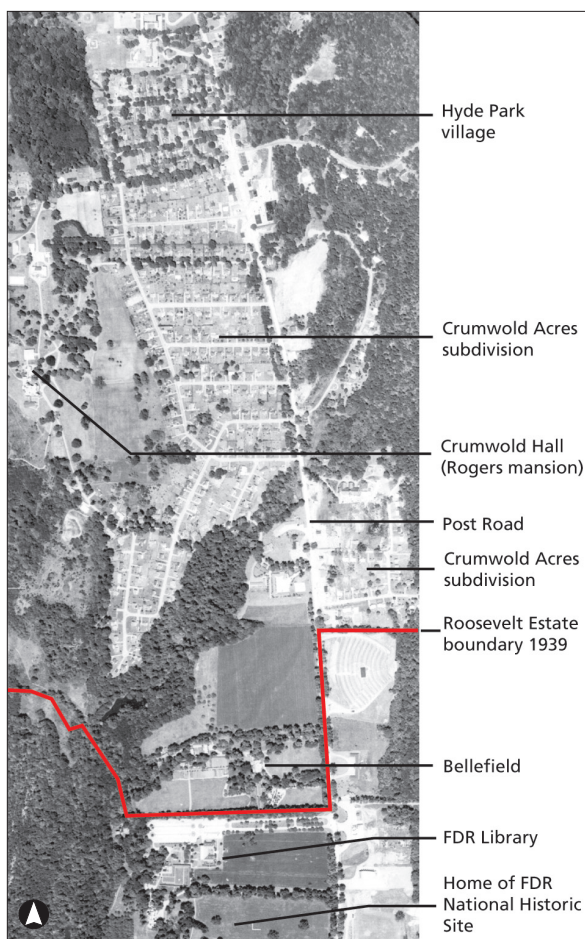 Hyde Park
village
Crumwold Acres
subdivision
Crumwold Hall
(Rogers mansion)
Post Road
Crumwold Acres
subdivision
Roosevelt Estate
boundary 1939
Bellefield
FDR Library
Home of FDR
National Historic
Site